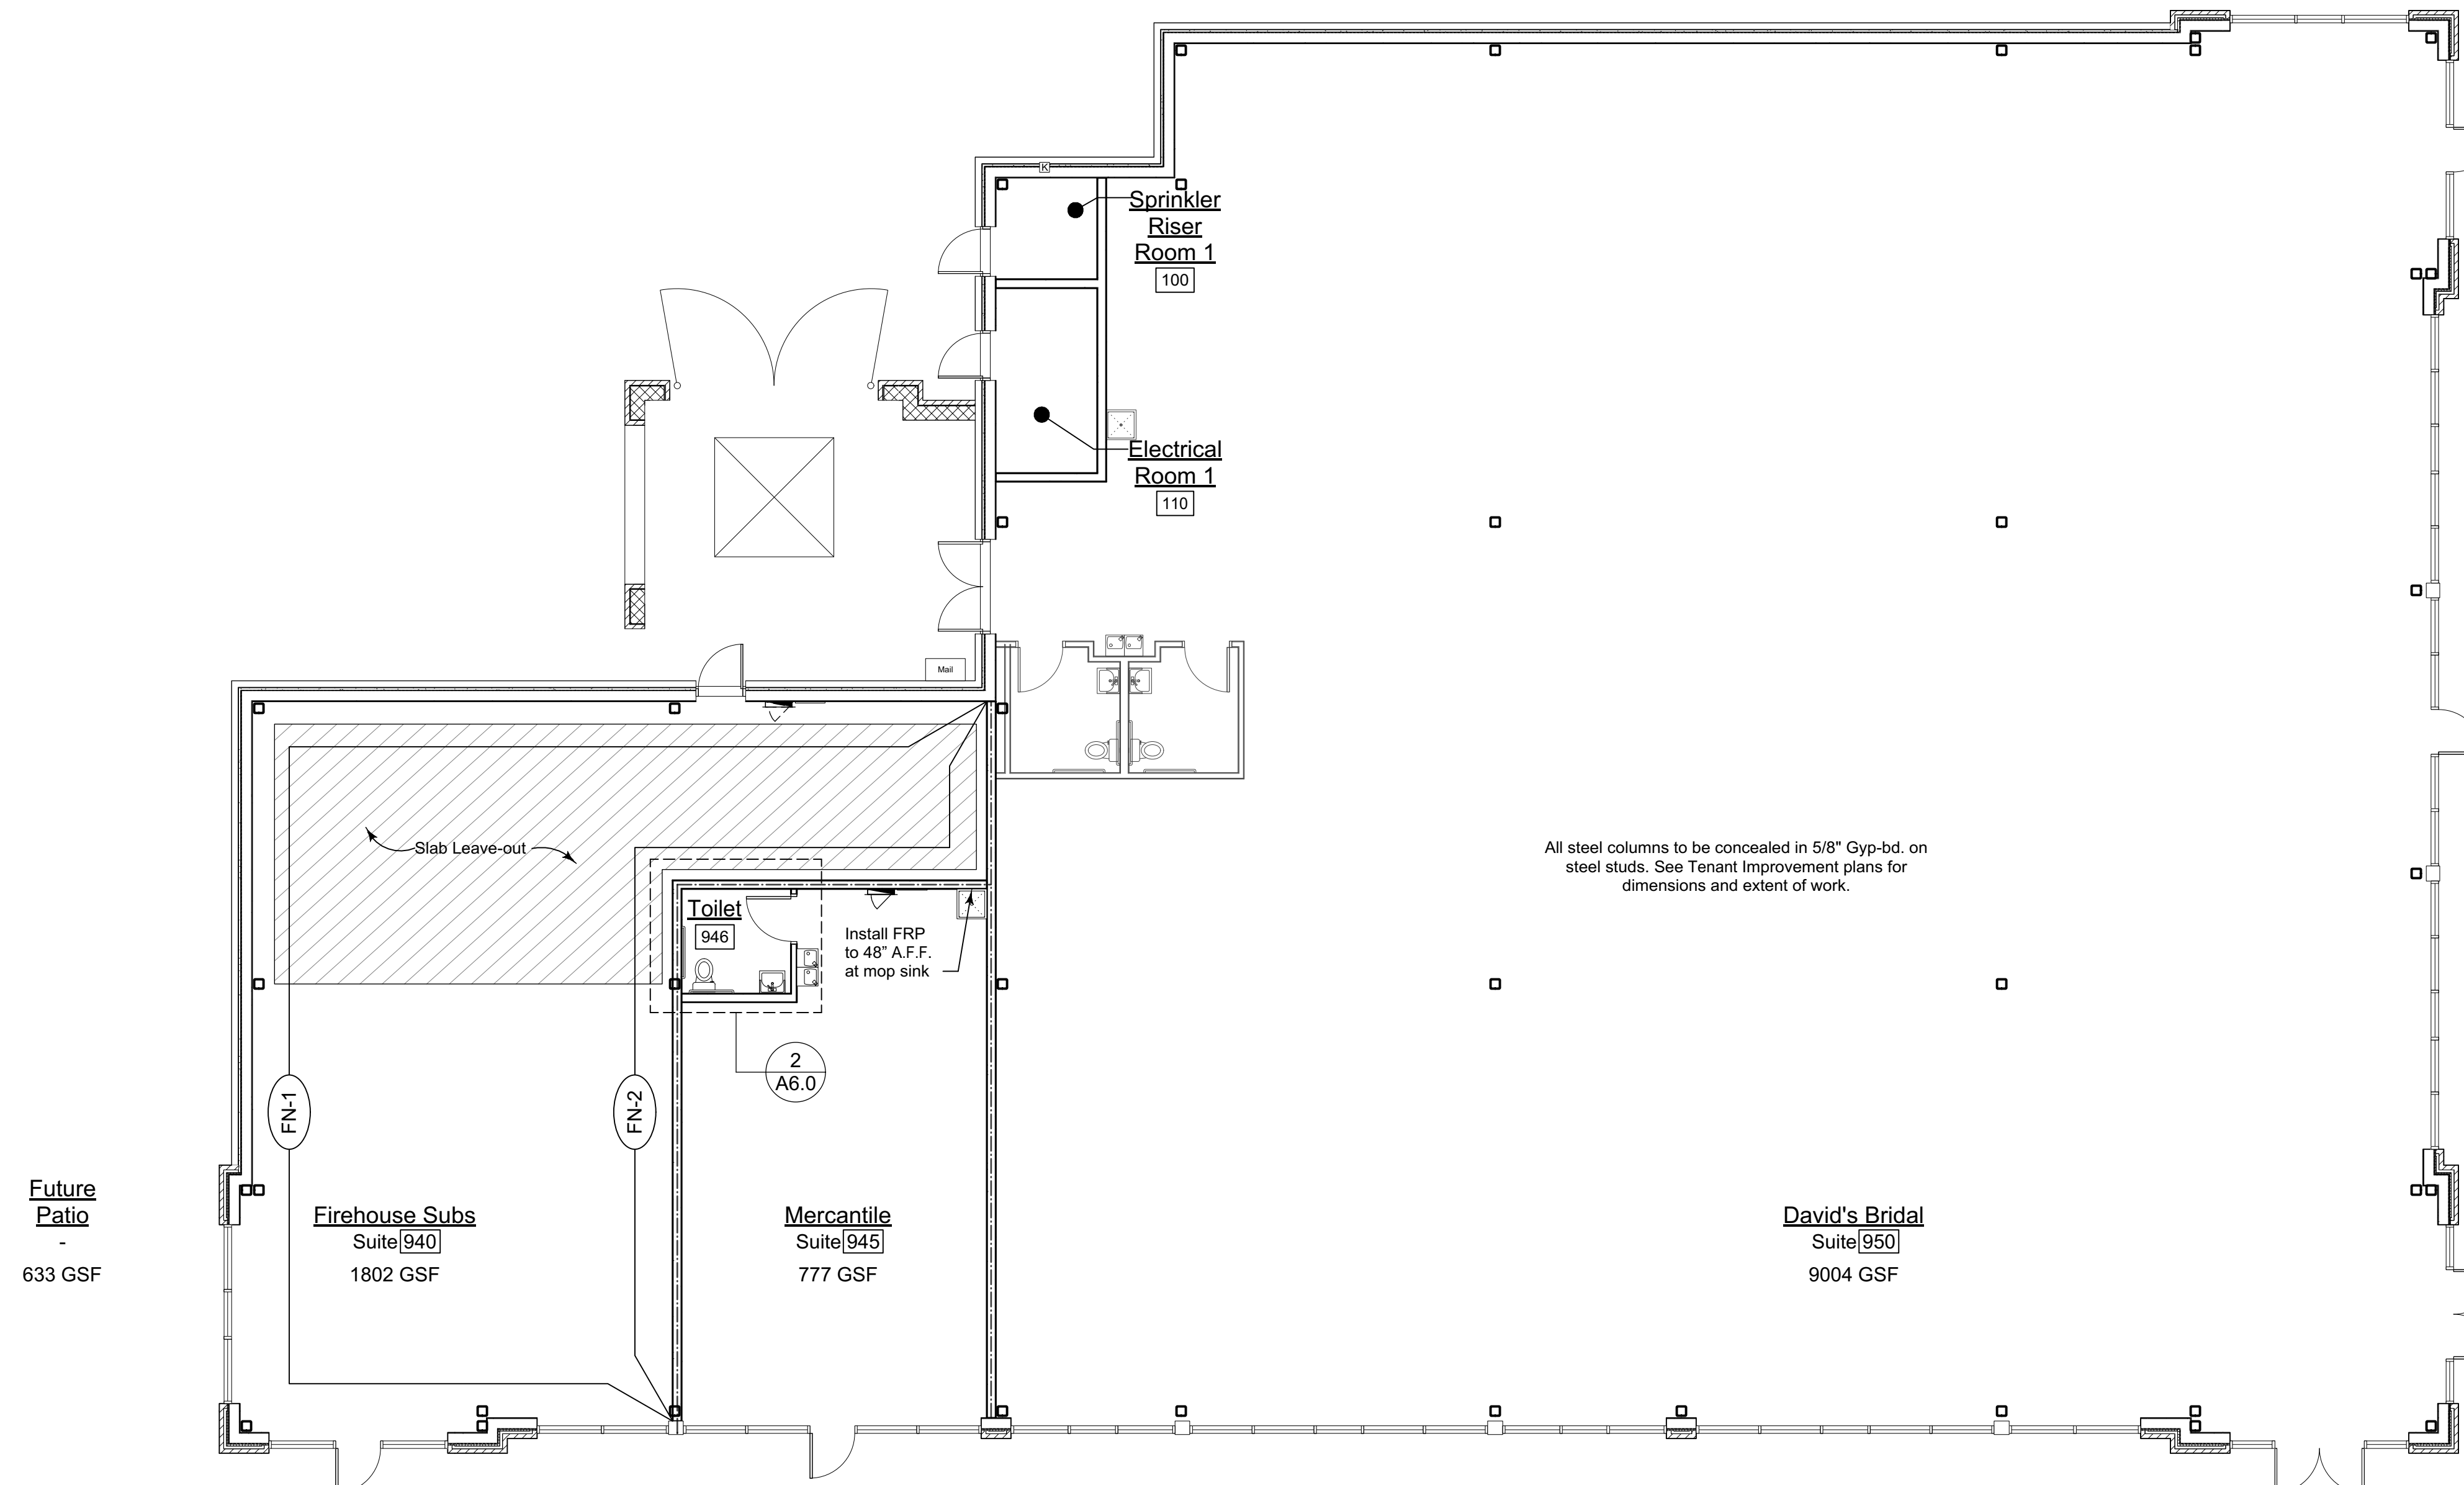 K
Sprinkler
Riser
Room 1
100
Electrical
Room 1
110
Mail
Slab Leave-out
All steel columns to be concealed in 5/8" Gyp-bd. on
steel studs. See Tenant Improvement plans for
dimensions and extent of work.
Toilet
946
Install FRP
to 48” A.F.F.
at mop sink
2
A6.0
FN-1
FN-2
Future
Patio
-
633 GSF
Firehouse Subs
Suite 940
1802 GSF
Mercantile
Suite 945
777 GSF
David's Bridal
Suite 950
9004 GSF